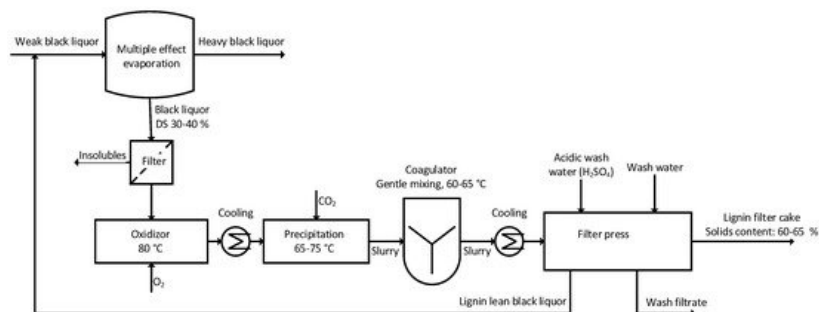 Weak black liquor
Multiple effect
evaporation
Heavy black liquor
Black liquor
DS 30-40 %
Insolubles
Filter
Oxidizor
80 °C
O₂
Cooling
CO₂
Precipitation
65-75 °C
Slurry
Coagulator
Gentle mixing, 60-65 °C
Slurry
Cooling
Acidic wash
water (H₂SO₄)
Wash water
Filter press
Lignin filter cake
Solids content: 60-65 %
Lignin lean black liquor
Wash filtrate